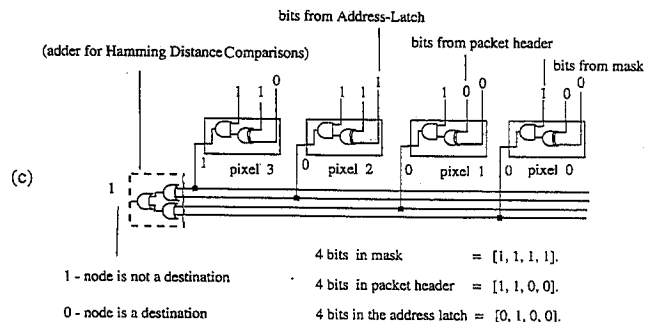 bits from Address-Latch
(adder for Hamming Distance Comparisons)
bits from packet header
bits from mask
1 1 0
1 1 1
1 0 0
1 0 0
1 pixel 3
0 pixel 2
0 pixel 1
0 pixel 0
(c)
1
1 - node is not a destination
0 - node is a destination
4 bits in mask = [1, 1, 1, 1].
4 bits in packet header = [1, 1, 0, 0].
4 bits in the address latch = [0, 1, 0, 0].